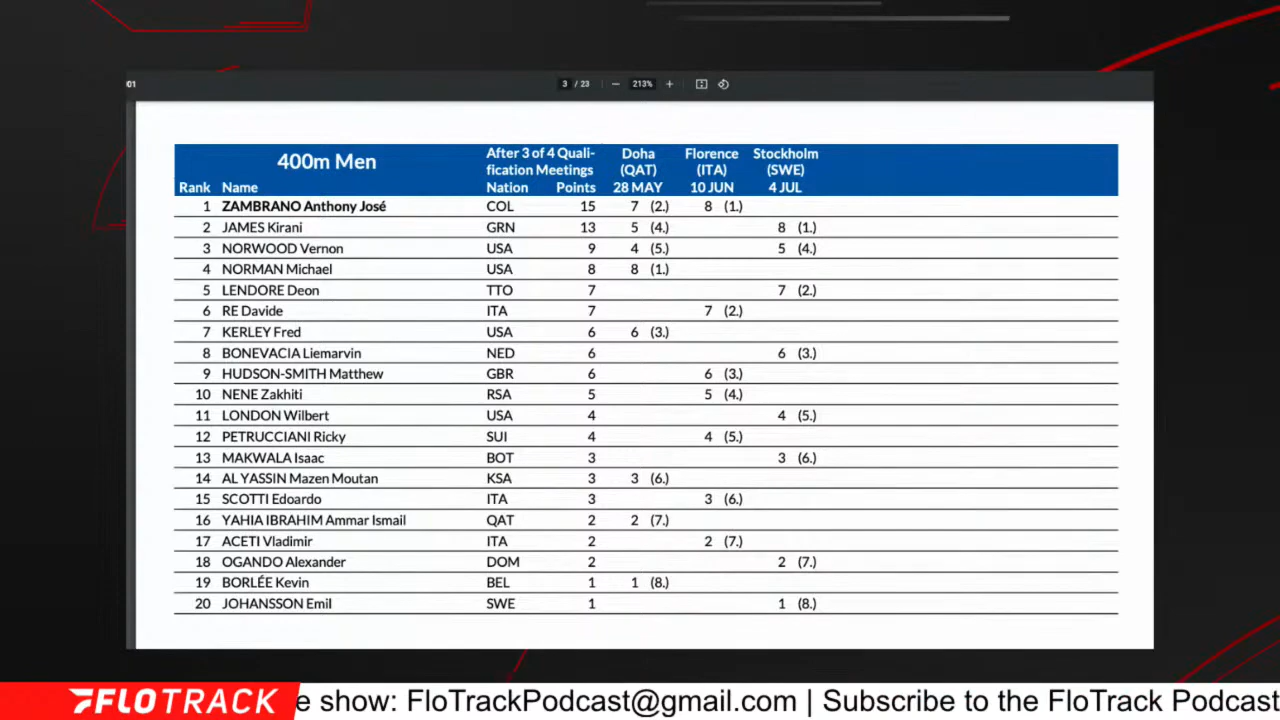 01
3 / 23 — 213% +
400m Men
After 3 of 4 Quali-
fication Meetings
Doha
(QAT)
Florence
(ITA)
Stockholm
(SWE)
Rank Name Nation Points 28 MAY 10 JUN 4 JUL
1 ZAMBRANO Anthony José COL 15 7 (2.) 8 (1.)
2 JAMES Kirani GRN 13 5 (4.) 8 (1.)
3 NORWOOD Vernon USA 9 4 (5.) 5 (4.)
4 NORMAN Michael USA 8 8 (1.)
5 LENDORE Deon TTO 7 7 (2.)
6 RE Davide ITA 7 7 (2.)
7 KERLEY Fred USA 6 6 (3.)
8 BONEVACIA Liemarvin NED 6 6 (3.)
9 HUDSON-SMITH Matthew GBR 6 6 (3.)
10 NENE Zakhiti RSA 5 5 (4.)
11 LONDON Wilbert USA 4 4 (5.)
12 PETRUCCIANI Ricky SUI 4 4 (5.)
13 MAKWALA Isaac BOT 3 3 (6.)
14 AL YASSIN Mazen Moutan KSA 3 3 (6.)
15 SCOTTI Edoardo ITA 3 3 (6.)
16 YAHIA IBRAHIM Ammar Ismail QAT 2 2 (7.)
17 ACETI Vladimir ITA 2 2 (7.)
18 OGANDO Alexander DOM 2 2 (7.)
19 BORLÉE Kevin BEL 1 1 (8.)
20 JOHANSSON Emil SWE 1 1 (8.)
FLOTRACK
e show: FloTrackPodcast@gmail.com | Subscribe to the FloTrack Podcast